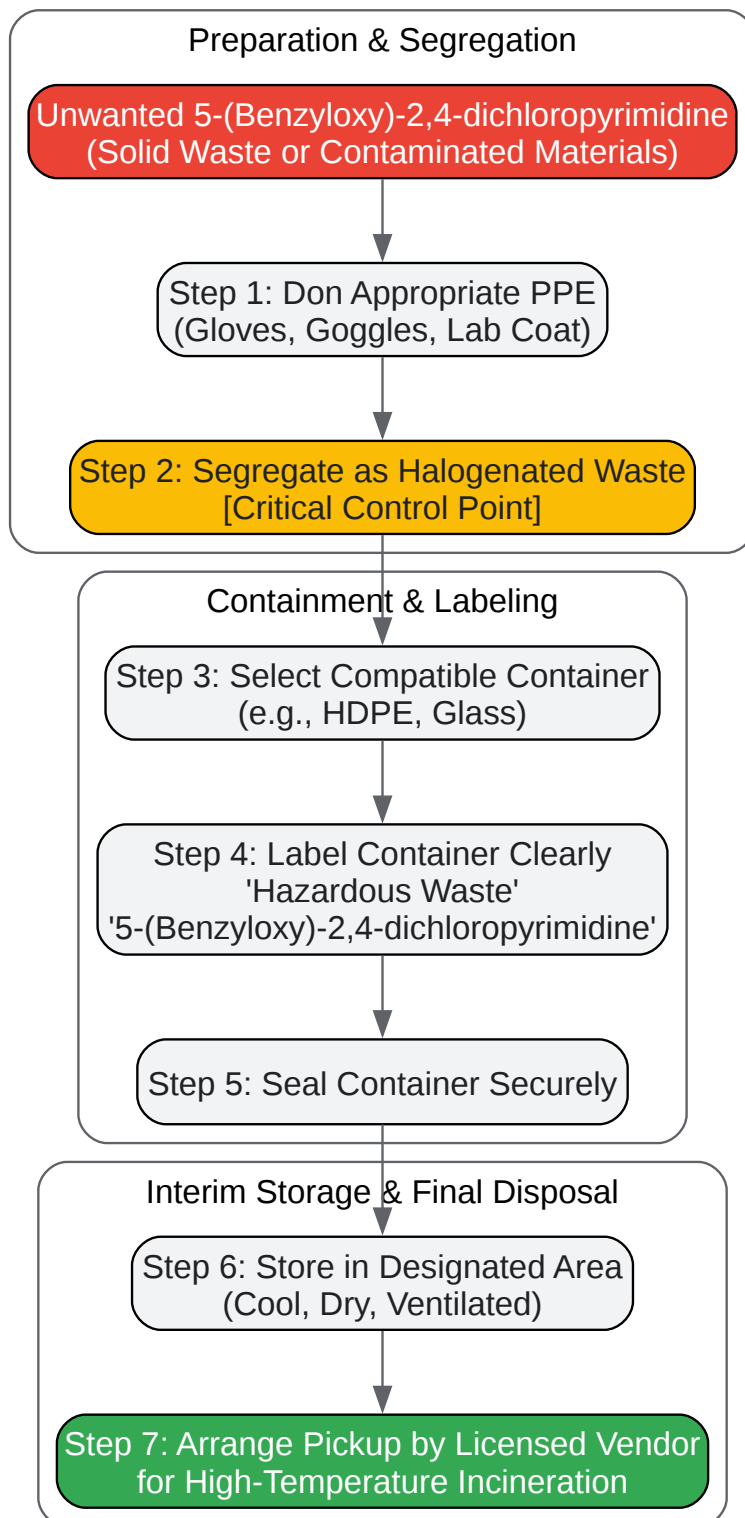 Preparation & Segregation
Unwanted 5-(Benzyloxy)-2,4-dichloropyrimidine
(Solid Waste or Contaminated Materials)
Step 1: Don Appropriate PPE
(Gloves, Goggles, Lab Coat)
Step 2: Segregate as Halogenated Waste
[Critical Control Point]
Containment & Labeling
Step 3: Select Compatible Container
(e.g., HDPE, Glass)
Step 4: Label Container Clearly
'Hazardous Waste'
'5-(Benzyloxy)-2,4-dichloropyrimidine'
Step 5: Seal Container Securely
Interim Storage & Final Disposal
Step 6: Store in Designated Area
(Cool, Dry, Ventilated)
Step 7: Arrange Pickup by Licensed Vendor
for High-Temperature Incineration